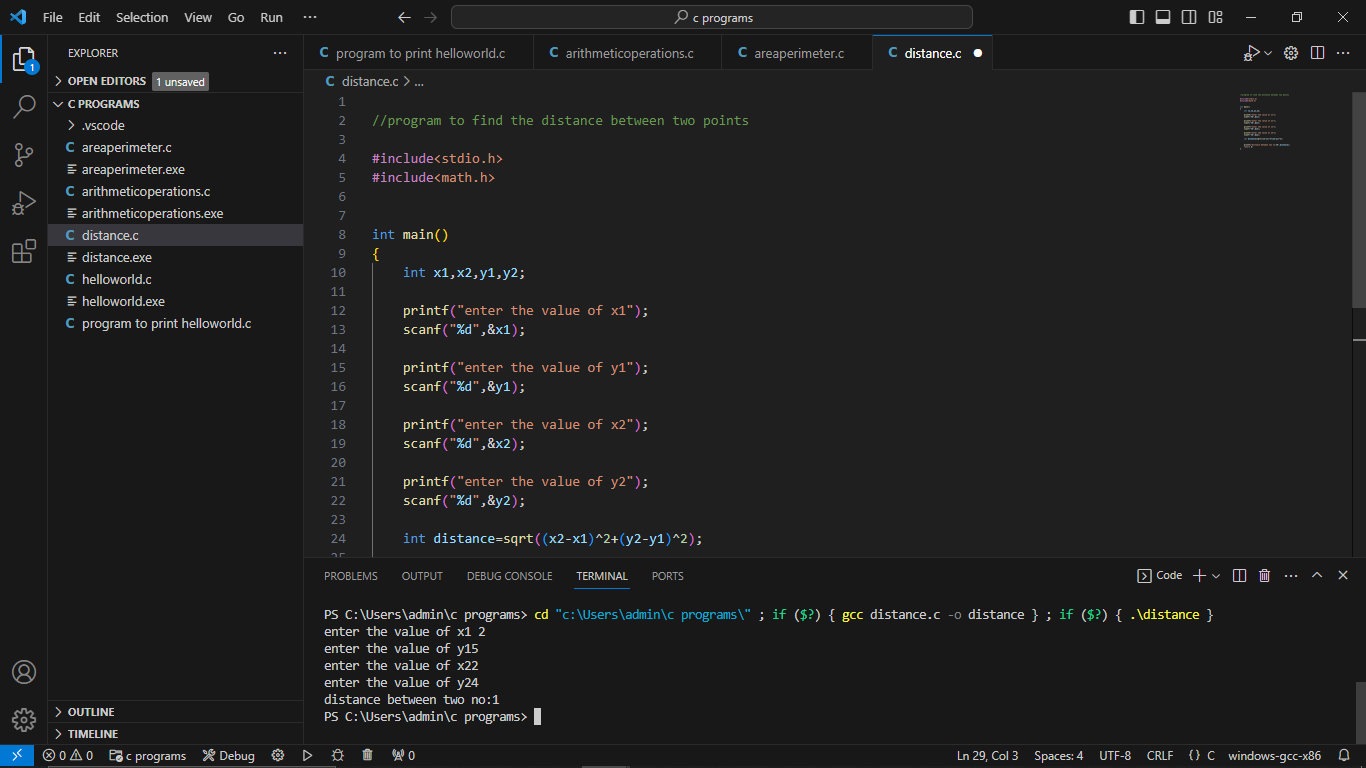 File Edit Selection View Go Run ··· c programs
EXPLORER ···
OPEN EDITORS 1 unsaved
C PROGRAMS
.vscode
C areaperimeter.c
areaperimeter.exe
C arithmeticoperations.c
arithmeticoperations.exe
C distance.c
distance.exe
C helloworld.c
helloworld.exe
C program to print helloworld.c
OUTLINE
TIMELINE
1
C program to print helloworld.c C arithmeticoperations.c C areaperimeter.c C distance.c ●
C distance.c > ...
1
2 //program to find the distance between two points
3
4 #include<stdio.h>
5 #include<math.h>
6
7
8 int main()
9 {
10 int x1,x2,y1,y2;
11
12 printf("enter the value of x1");
13 scanf("%d",&x1);
14
15 printf("enter the value of y1");
16 scanf("%d",&y1);
17
18 printf("enter the value of x2");
19 scanf("%d",&x2);
20
21 printf("enter the value of y2");
22 scanf("%d",&y2);
23
24 int distance=sqrt((x2-x1)^2+(y2-y1)^2);
PROBLEMS OUTPUT DEBUG CONSOLE TERMINAL PORTS Code
PS C:\Users\admin\c programs> cd "c:\Users\admin\c programs\" ; if ($?) { gcc distance.c -o distance } ; if ($?) { .\distance }
enter the value of x1 2
enter the value of y15
enter the value of x22
enter the value of y24
distance between two no:1
PS C:\Users\admin\c programs>
0 0 c programs Debug 0 Ln 29, Col 3 Spaces: 4 UTF-8 CRLF {} C windows-gcc-x86